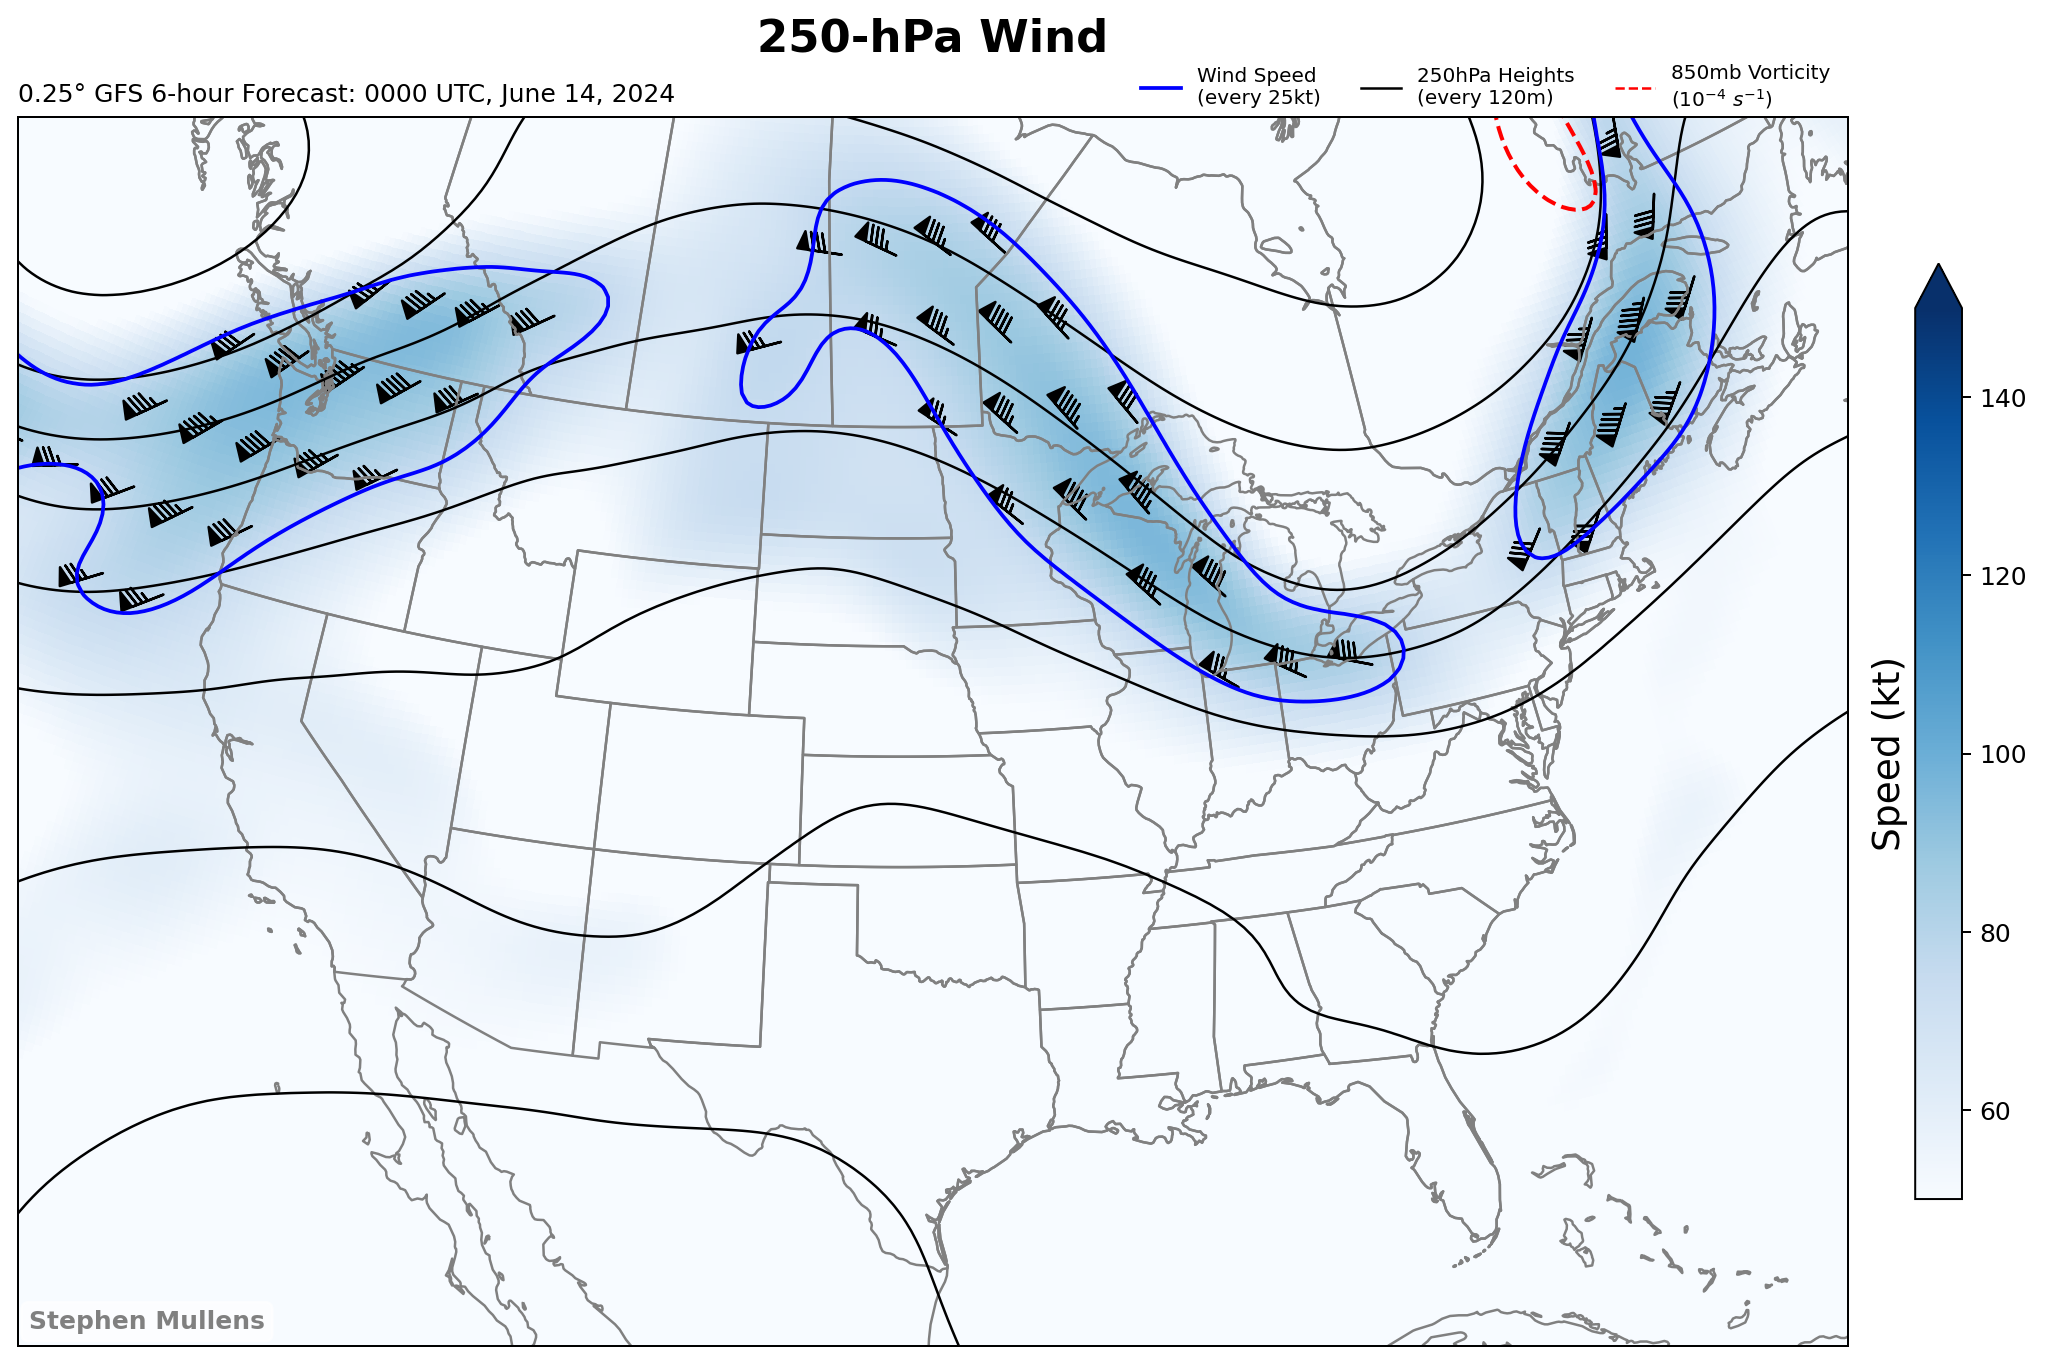 250-hPa Wind
0.25° GFS 6-hour Forecast: 0000 UTC, June 14, 2024
Wind Speed
(every 25kt)
250hPa Heights
(every 120m)
850mb Vorticity
(10⁻⁴ s⁻¹)
140
120
100
80
60
Speed (kt)
Stephen Mullens